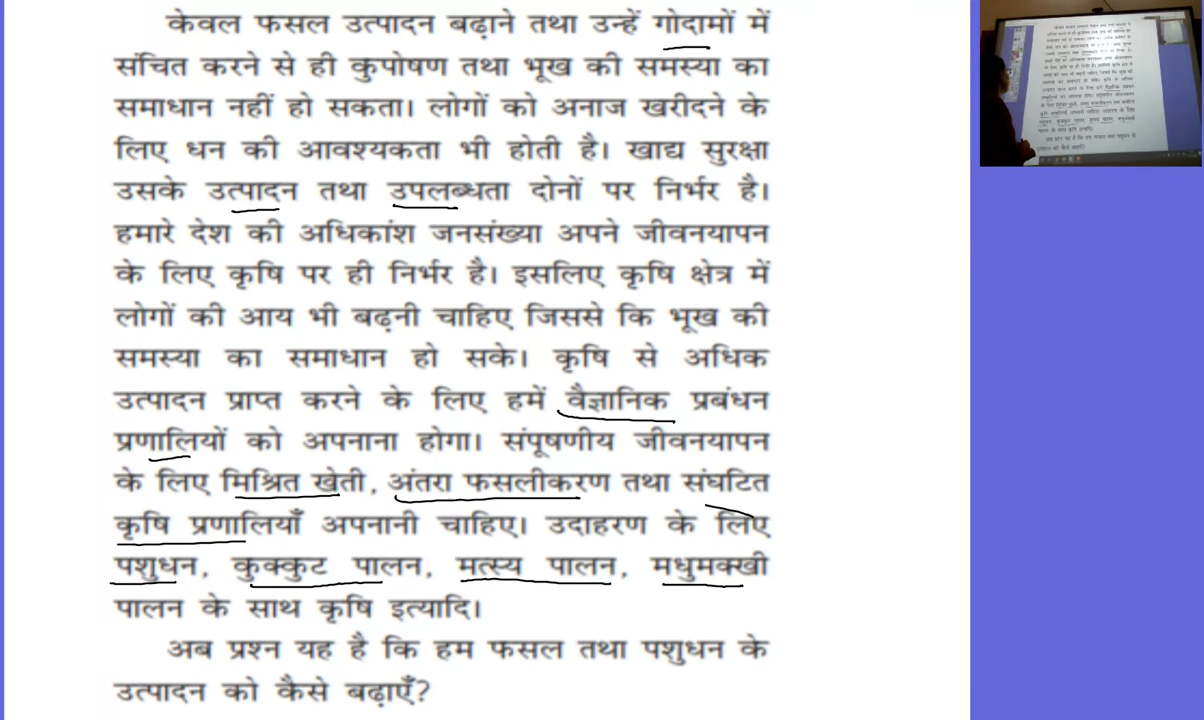 केवल फसल उत्पादन बढ़ाने तथा उन्हें गोदामों में
संचित करने से ही कुपोषण तथा भूख की समस्या का
समाधान नहीं हो सकता। लोगों को अनाज खरीदने के
लिए धन की आवश्यकता भी होती है। खाद्य सुरक्षा
उसके उत्पादन तथा उपलब्धता दोनों पर निर्भर है।
हमारे देश की अधिकांश जनसंख्या अपने जीवनयापन
के लिए कृषि पर ही निर्भर है। इसलिए कृषि क्षेत्र में
लोगों की आय भी बढ़नी चाहिए जिससे कि भूख की
समस्या का समाधान हो सके। कृषि से अधिक
उत्पादन प्राप्त करने के लिए हमें वैज्ञानिक प्रबंधन
प्रणालियों को अपनाना होगा। संपूषणीय जीवनयापन
के लिए मिश्रित खेती, अंतरा फसलीकरण तथा संघटित
कृषि प्रणालियाँ अपनानी चाहिए। उदाहरण के लिए
पशुधन, कुक्कुट पालन, मत्स्य पालन, मधुमक्खी
पालन के साथ कृषि इत्यादि।
अब प्रश्न यह है कि हम फसल तथा पशुधन के
उत्पादन को कैसे बढ़ाएँ?